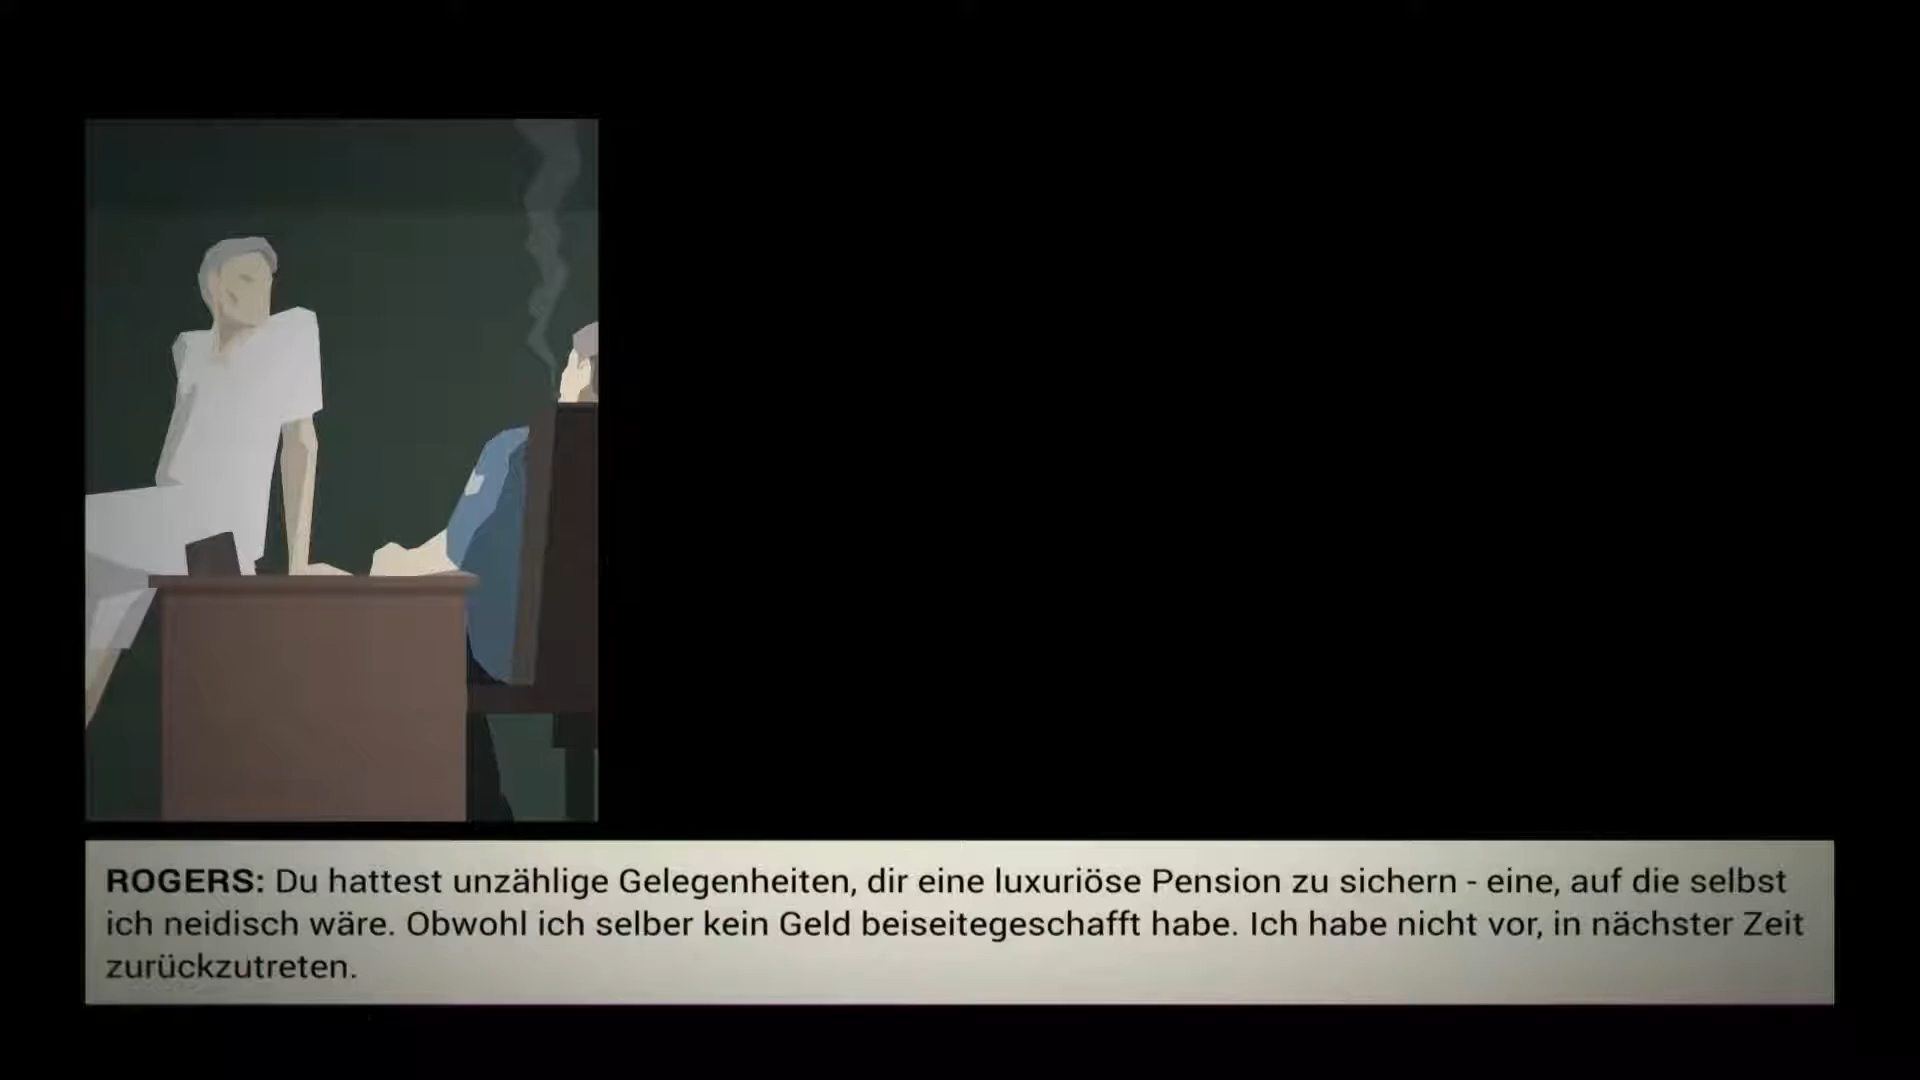 ROGERS: Du hattest unzählige Gelegenheiten, dir eine luxuriöse Pension zu sichern - eine, auf die selbst
ich neidisch wäre. Obwohl ich selber kein Geld beiseitegeschafft habe. Ich habe nicht vor, in nächster Zeit
zurückzutreten.